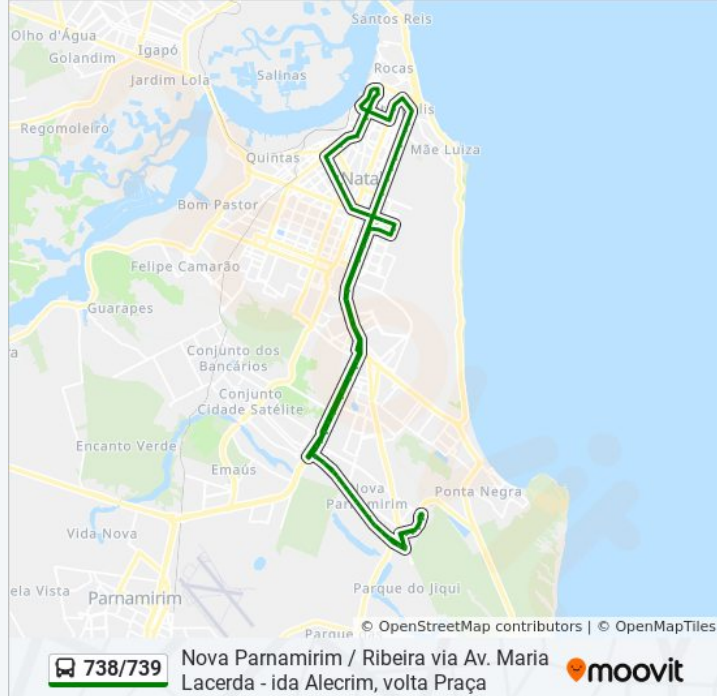 Santos Reis
Olho d'Água
Igapó
Golandim
Rocas
Salinas
Jardim Lola
Regomoleiro
Mãe Luiza
Quintas
Natal
Bom Pastor
Felipe Camarão
Guarapes
Conjunto dos
Bancários
Conjunto
Cidade Satélite
Encanto Verde
Emaús
Ponta Negra
Parnamirim
Vida Nova
Parque do Jiqui
ela Vista
Parnamirim
© OpenStreetMap contributors | © OpenMapTiles
738/739
Nova Parnamirim / Ribeira via Av. Maria
Lacerda - ida Alecrim, volta Praça
moovit